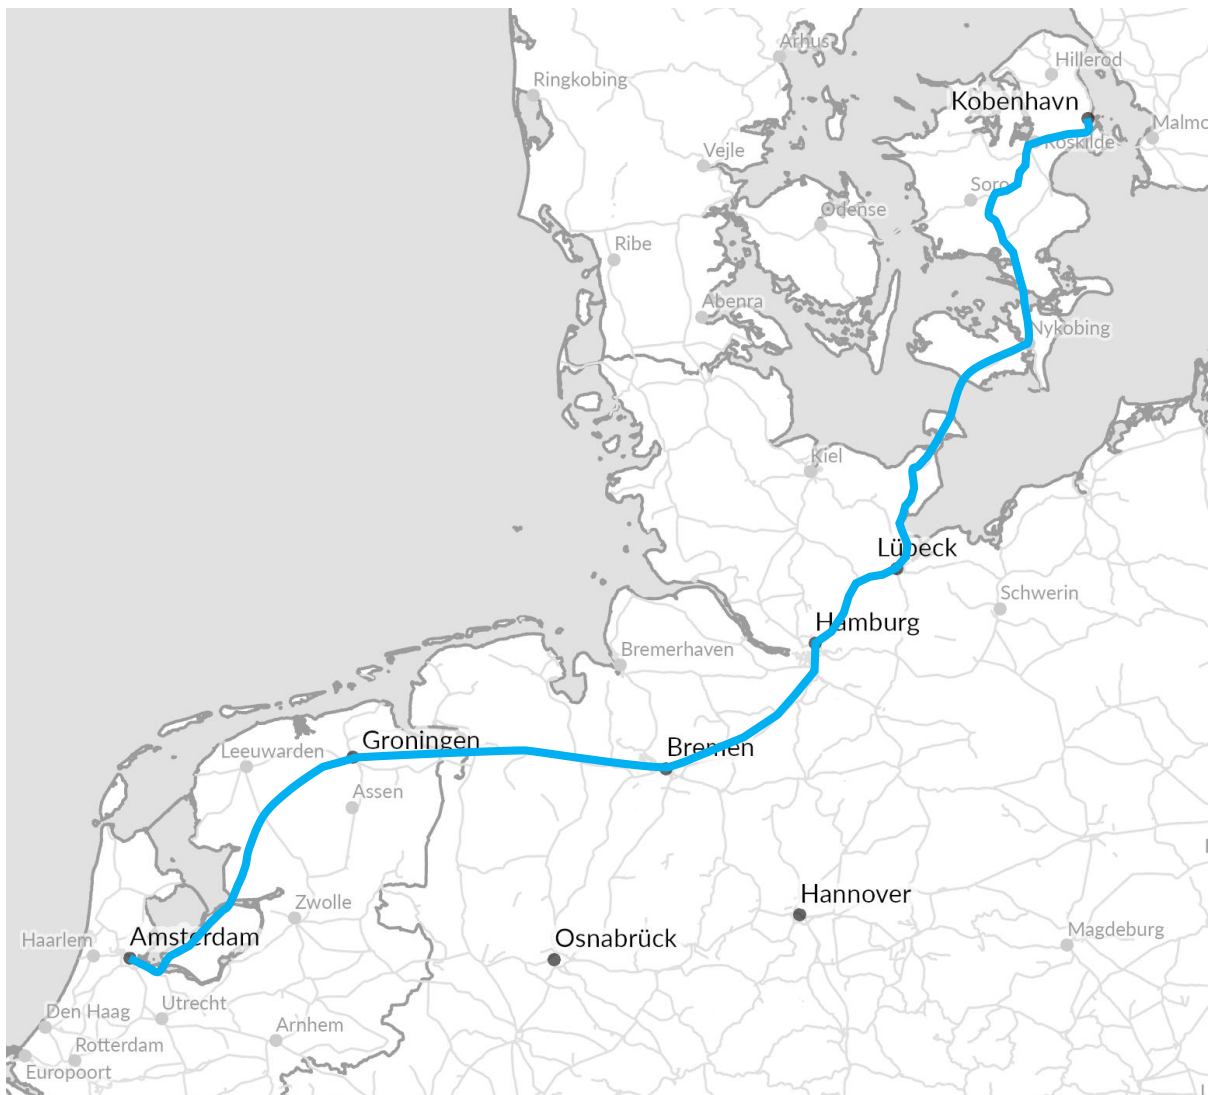 Arhus
Hillerod
Ringkobing
Kobenhavn
Malmo
Roskilde
Vejle
Soro
Odense
Ribe
Abenra
Nykobing
Kiel
Lübeck
Schwerin
Hamburg
Bremerhaven
Groningen
Bremen
Leeuwarden
Assen
Hannover
Zwolle
Magdeburg
Haarlem
Amsterdam
Osnabrück
Utrecht
Den Haag
Arnhem
Rotterdam
Europoort